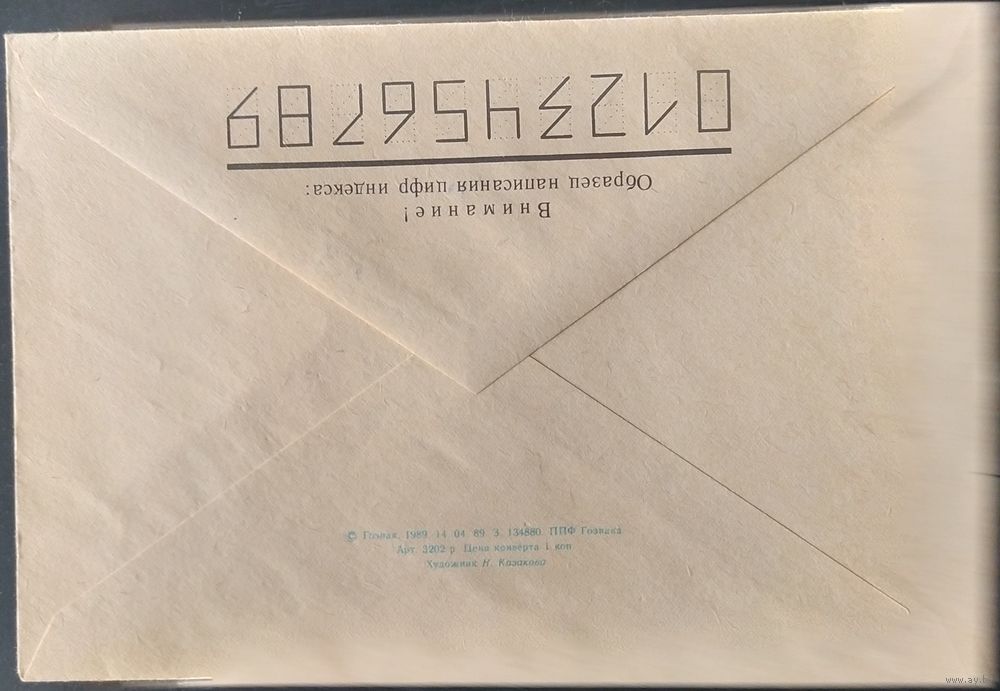 Внимание!
Образец написания цифр индекса:
0123456789
© Гознак. 1989. 14 04 89. З. 134880. ППФ Гознака
Арт. 3202 р Цена конверта 1 коп
Художник Н. Казакова